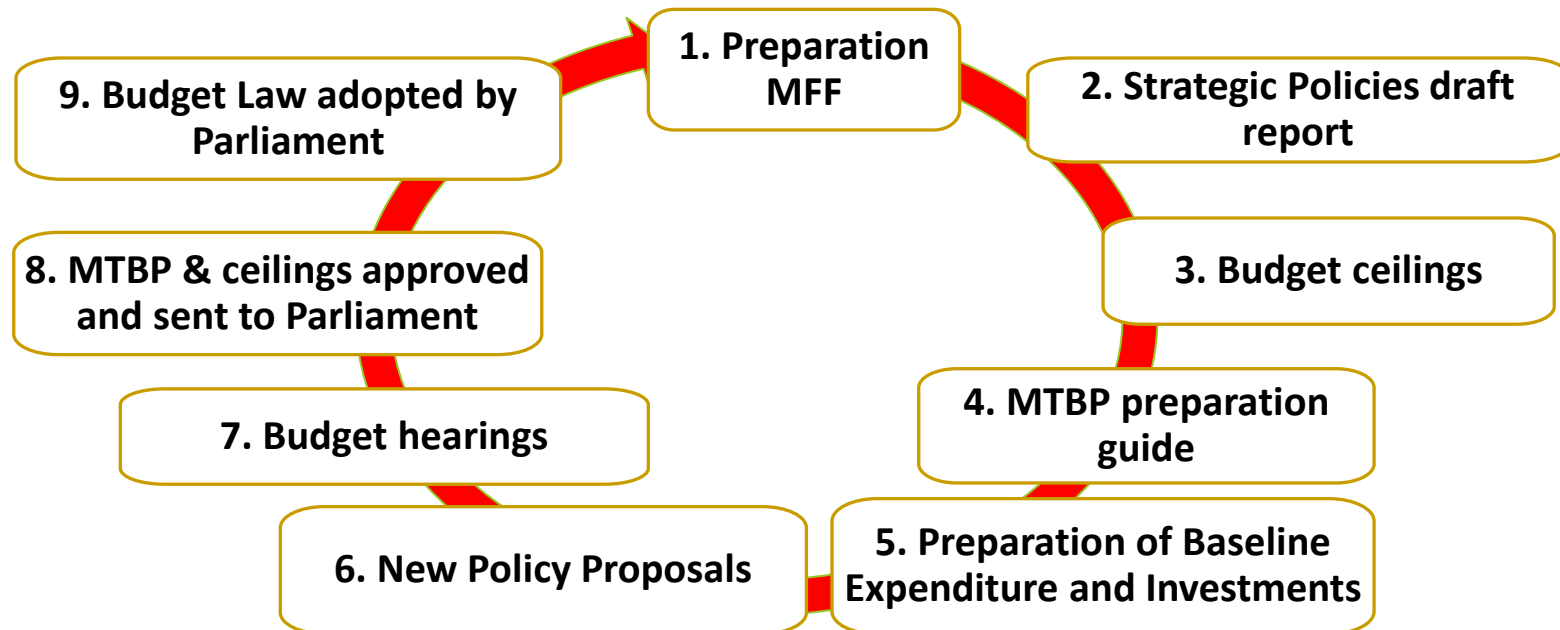 1. Preparation
MFF
2. Strategic Policies draft
report
3. Budget ceilings
4. MTBP preparation
guide
5. Preparation of Baseline
Expenditure and Investments
6. New Policy Proposals
7. Budget hearings
8. MTBP & ceilings approved
and sent to Parliament
9. Budget Law adopted by
Parliament